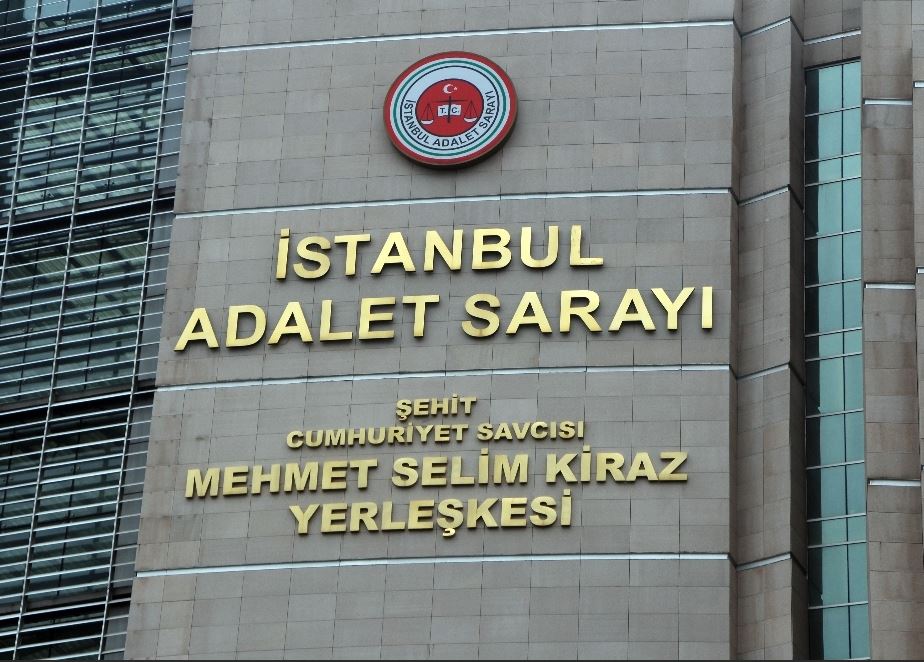 T.C.
İSTANBUL ADALET SARAYI
İSTANBUL
ADALET SARAYI
ŞEHİT
CUMHURİYET SAVCISI
MEHMET SELİM KİRAZ
YERLEŞKESİ